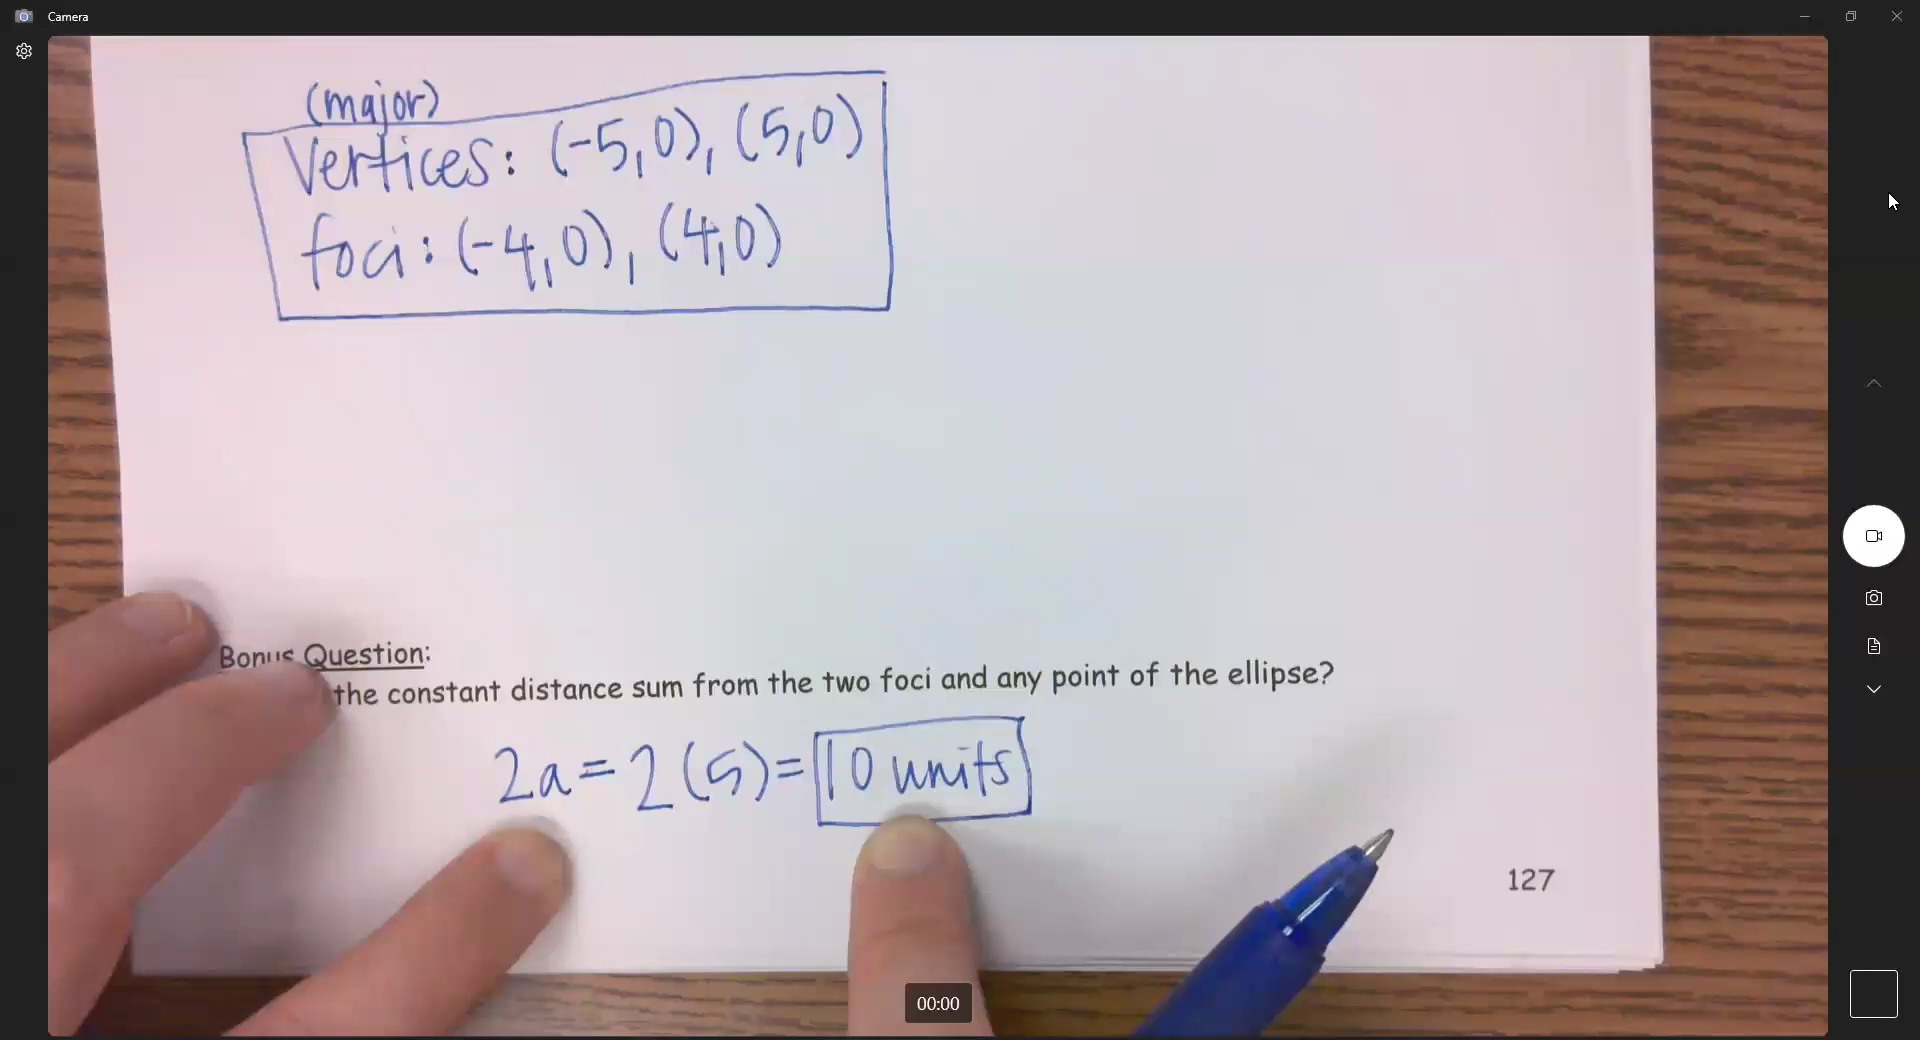 Camera
(major)
Vertices: (-5,0), (5,0)
foci: (-4,0), (4,0)
Bonus Question:
the constant distance sum from the two foci and any point of the ellipse?
2a = 2(5) = 10 units
127
00:00